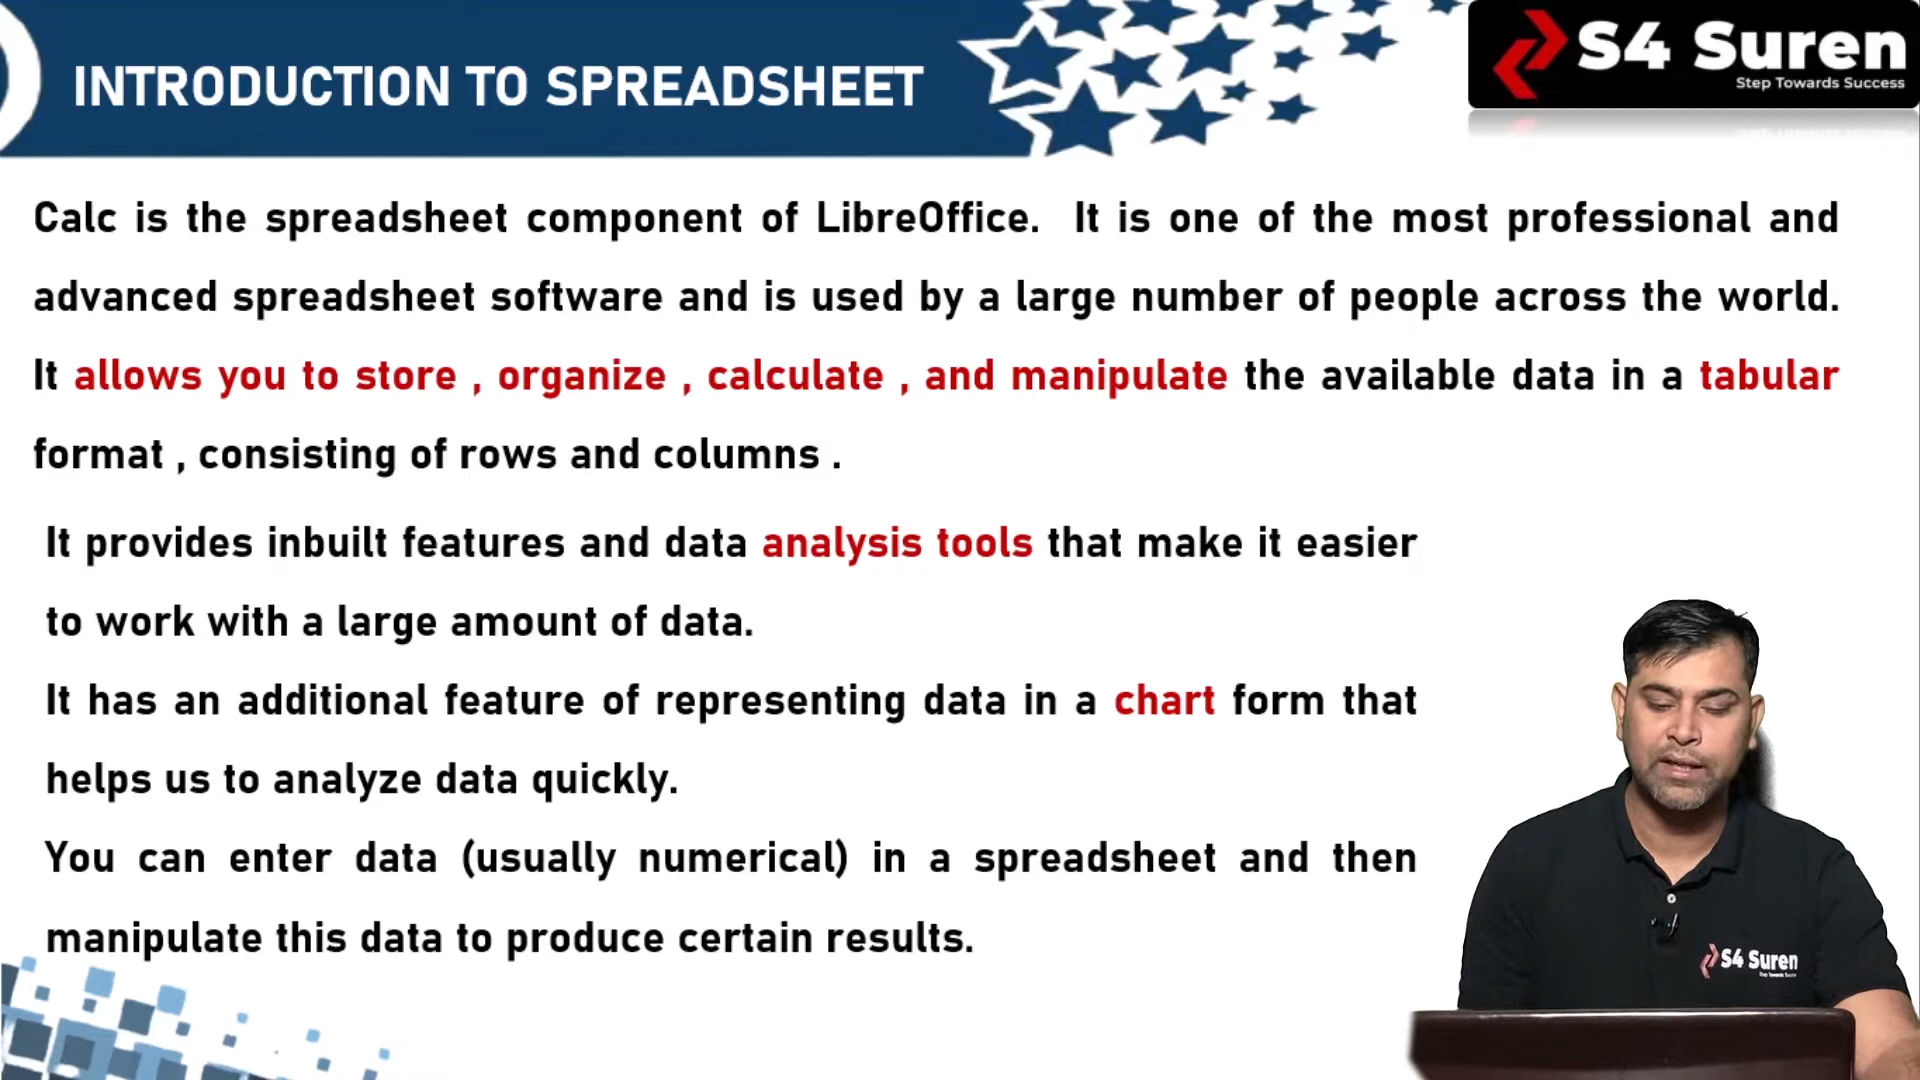 INTRODUCTION TO SPREADSHEET
S4 Suren
Step Towards Success
Calc is the spreadsheet component of LibreOffice. It is one of the most professional and
advanced spreadsheet software and is used by a large number of people across the world.
It allows you to store , organize , calculate , and manipulate the available data in a tabular
format , consisting of rows and columns .
It provides inbuilt features and data analysis tools that make it easier
to work with a large amount of data.
It has an additional feature of representing data in a chart form that
helps us to analyze data quickly.
You can enter data (usually numerical) in a spreadsheet and then
manipulate this data to produce certain results.
S4 Suren
Step Towards Success